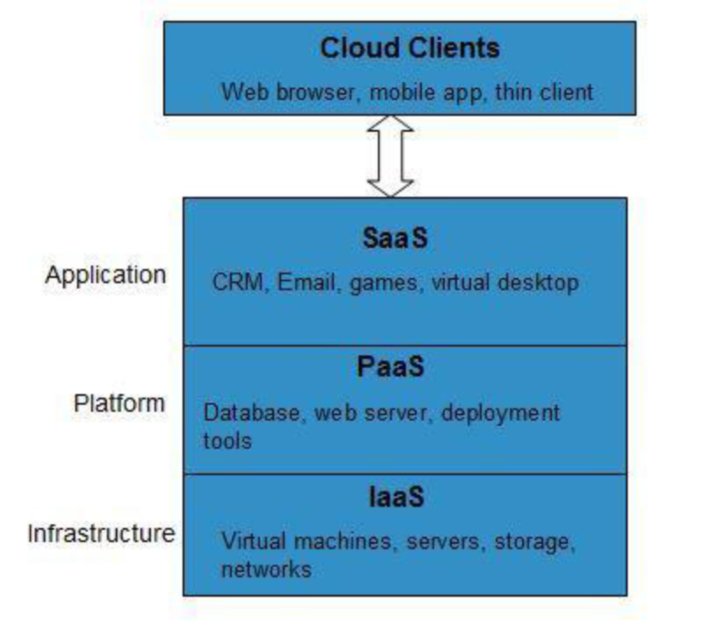 Cloud Clients
Web browser, mobile app, thin client
SaaS
Application
CRM, Email, games, virtual desktop
PaaS
Platform
Database, web server, deployment
tools
IaaS
Infrastructure
Virtual machines, servers, storage,
networks